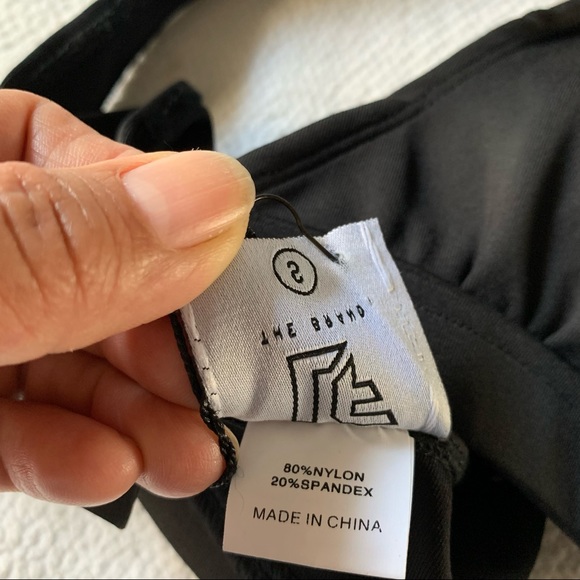 S
THE BRAND
80%NYLON
20%SPANDEX
MADE IN CHINA